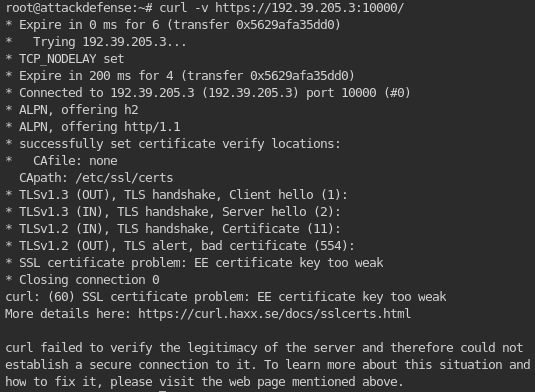 root@attackdefense:~# curl -v https://192.39.205.3:10000/
* Expire in 0 ms for 6 (transfer 0x5629afa35dd0)
*   Trying 192.39.205.3...
* TCP_NODELAY set
* Expire in 200 ms for 4 (transfer 0x5629afa35dd0)
* Connected to 192.39.205.3 (192.39.205.3) port 10000 (#0)
* ALPN, offering h2
* ALPN, offering http/1.1
* successfully set certificate verify locations:
*   CAfile: none
  CApath: /etc/ssl/certs
* TLSv1.3 (OUT), TLS handshake, Client hello (1):
* TLSv1.3 (IN), TLS handshake, Server hello (2):
* TLSv1.2 (IN), TLS handshake, Certificate (11):
* TLSv1.2 (OUT), TLS alert, bad certificate (554):
* SSL certificate problem: EE certificate key too weak
* Closing connection 0
curl: (60) SSL certificate problem: EE certificate key too weak
More details here: https://curl.haxx.se/docs/sslcerts.html

curl failed to verify the legitimacy of the server and therefore could not
establish a secure connection to it. To learn more about this situation and
how to fix it, please visit the web page mentioned above.